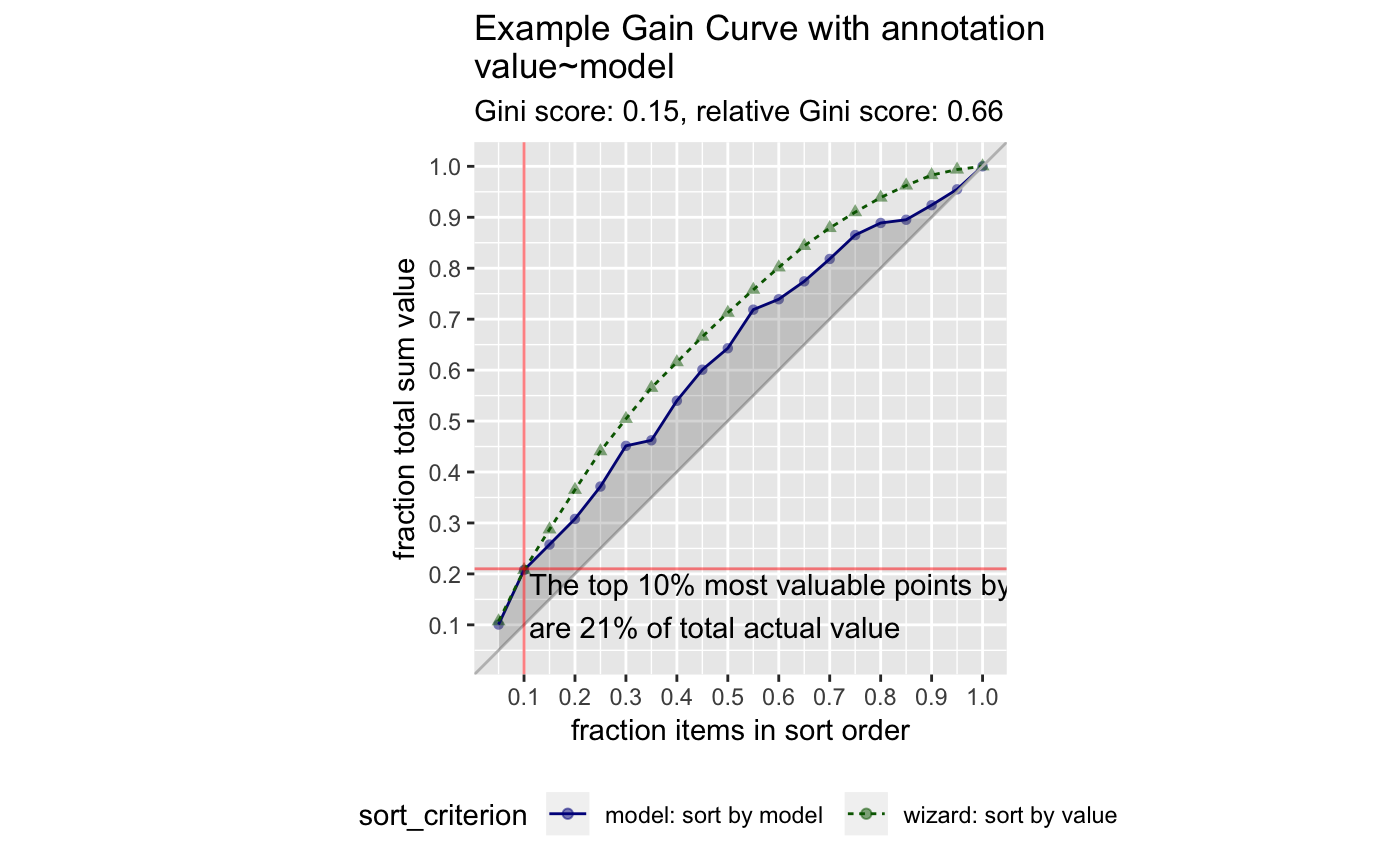 Example Gain Curve with annotation
value~model
Gini score: 0.15, relative Gini score: 0.66
fraction total sum value
1.0
0.9
0.8
0.7
0.6
0.5
0.4
0.3
0.2
0.1
The top 10% most valuable points by
are 21% of total actual value
0.1 0.2 0.3 0.4 0.5 0.6 0.7 0.8 0.9 1.0
fraction items in sort order
sort_criterion model: sort by model wizard: sort by value